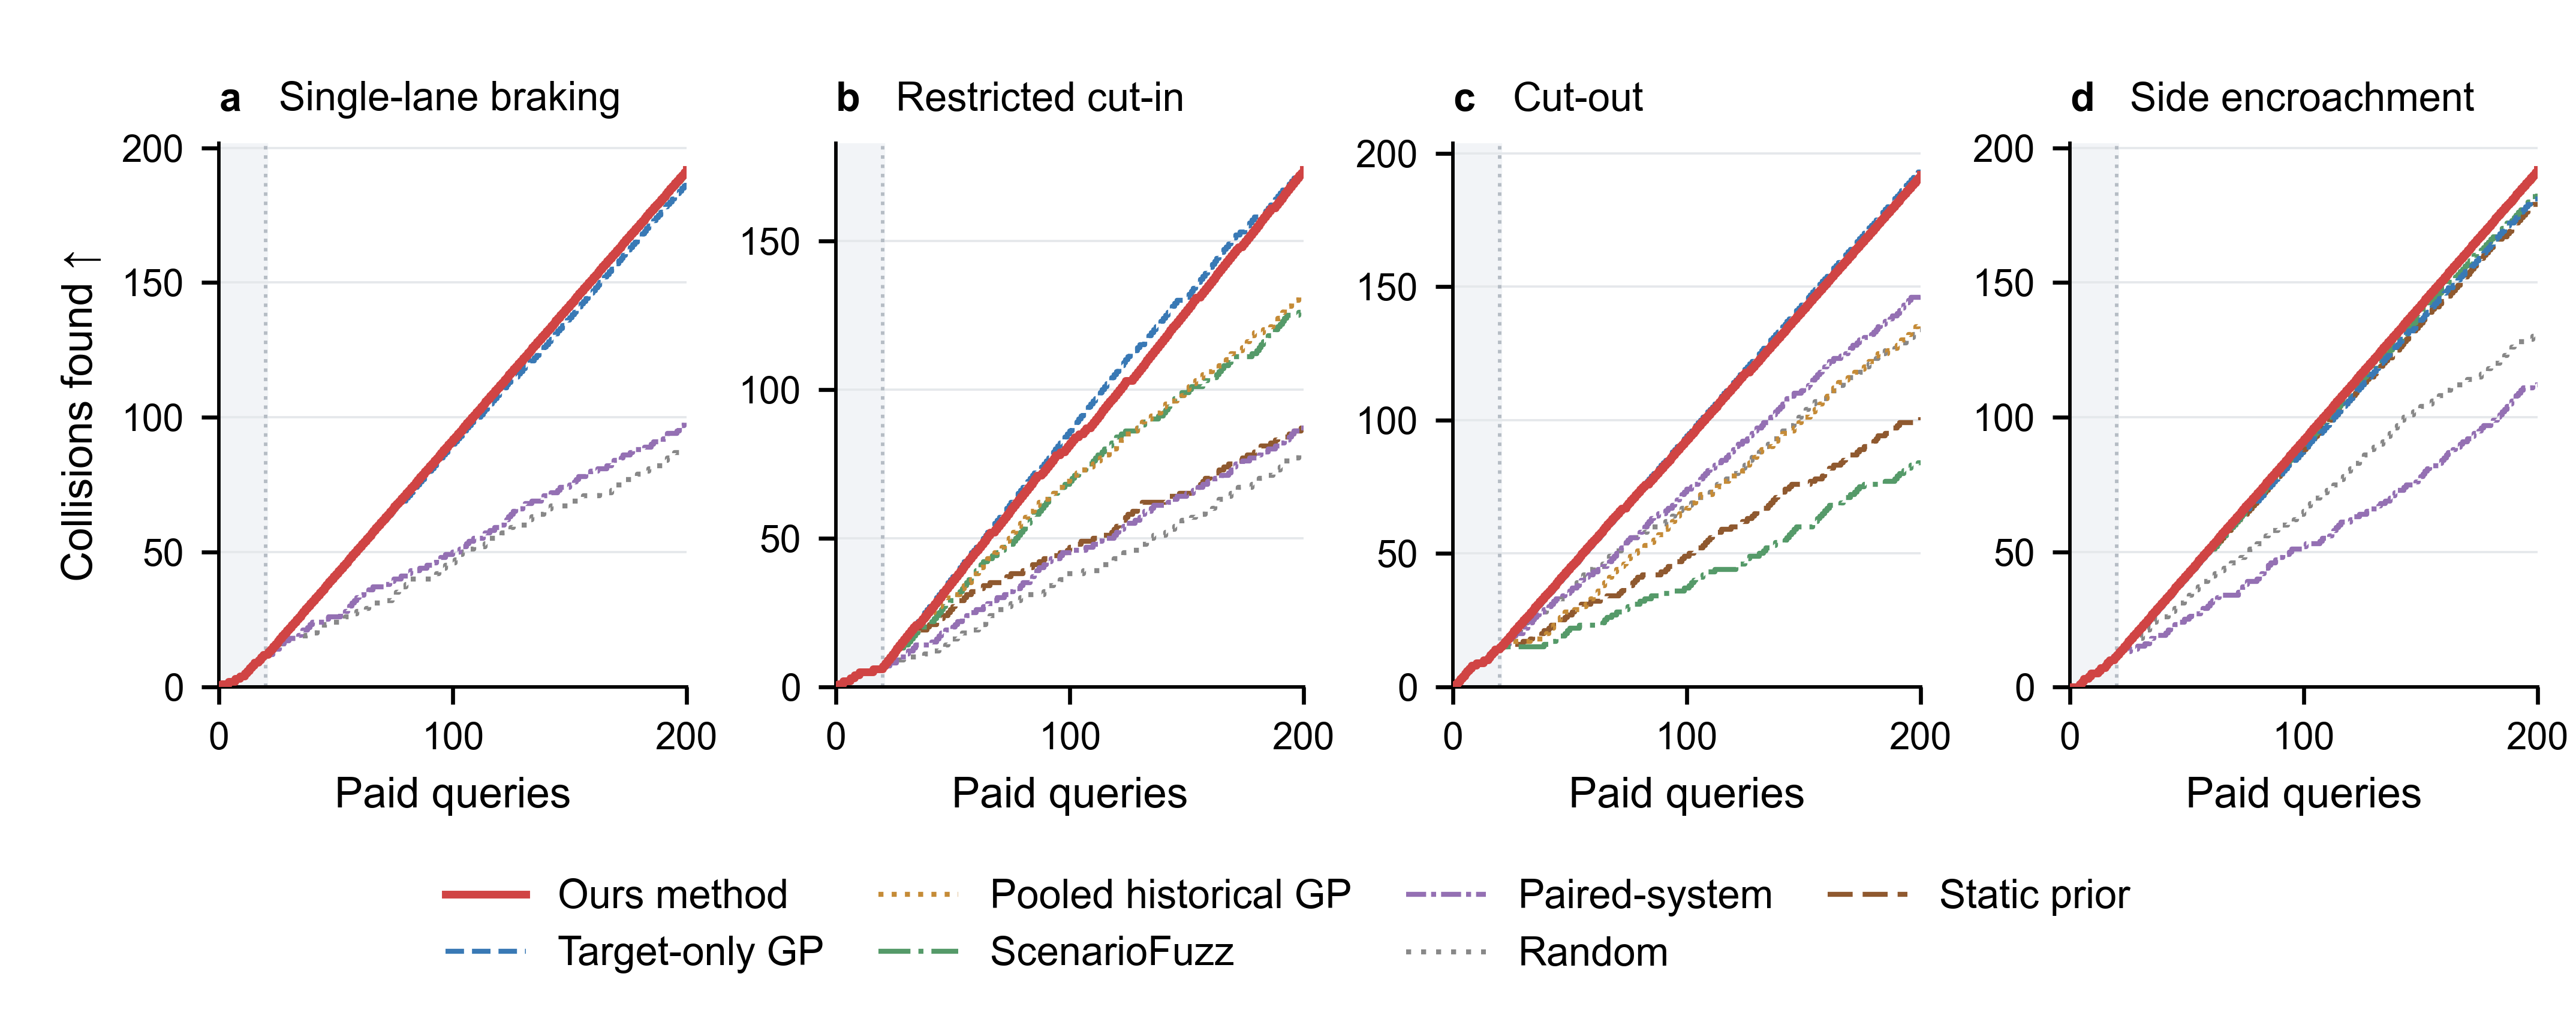 a Single-lane braking
b Restricted cut-in
c Cut-out
d Side encroachment
Collisions found ↑
200
150
100
50
0
0 100 200
Paid queries
150
100
50
0
0 100 200
Paid queries
200
150
100
50
0
0 100 200
Paid queries
200
150
100
50
0
0 100 200
Paid queries
Ours method
Target-only GP
Pooled historical GP
ScenarioFuzz
Paired-system
Random
Static prior